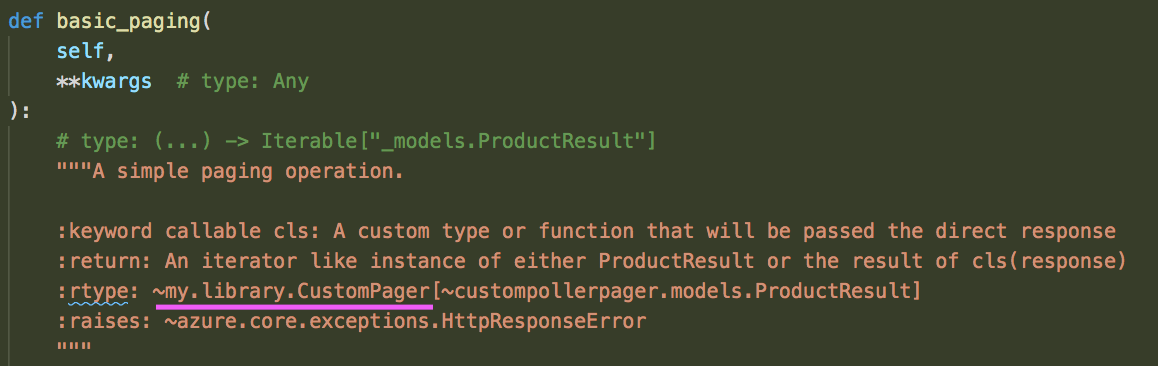 def basic_paging(
    self,
    **kwargs  # type: Any
):
    # type: (...) -> Iterable["_models.ProductResult"]
    """A simple paging operation.

    :keyword callable cls: A custom type or function that will be passed the direct response
    :return: An iterator like instance of either ProductResult or the result of cls(response)
    :rtype: ~my.library.CustomPager[~custompollerpager.models.ProductResult]
    :raises: ~azure.core.exceptions.HttpResponseError
    """